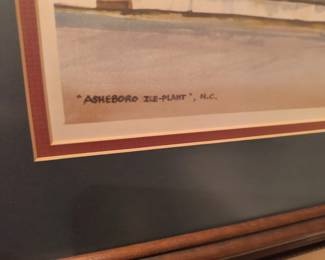 "ASHEBORO ICE-PLANT", N.C.